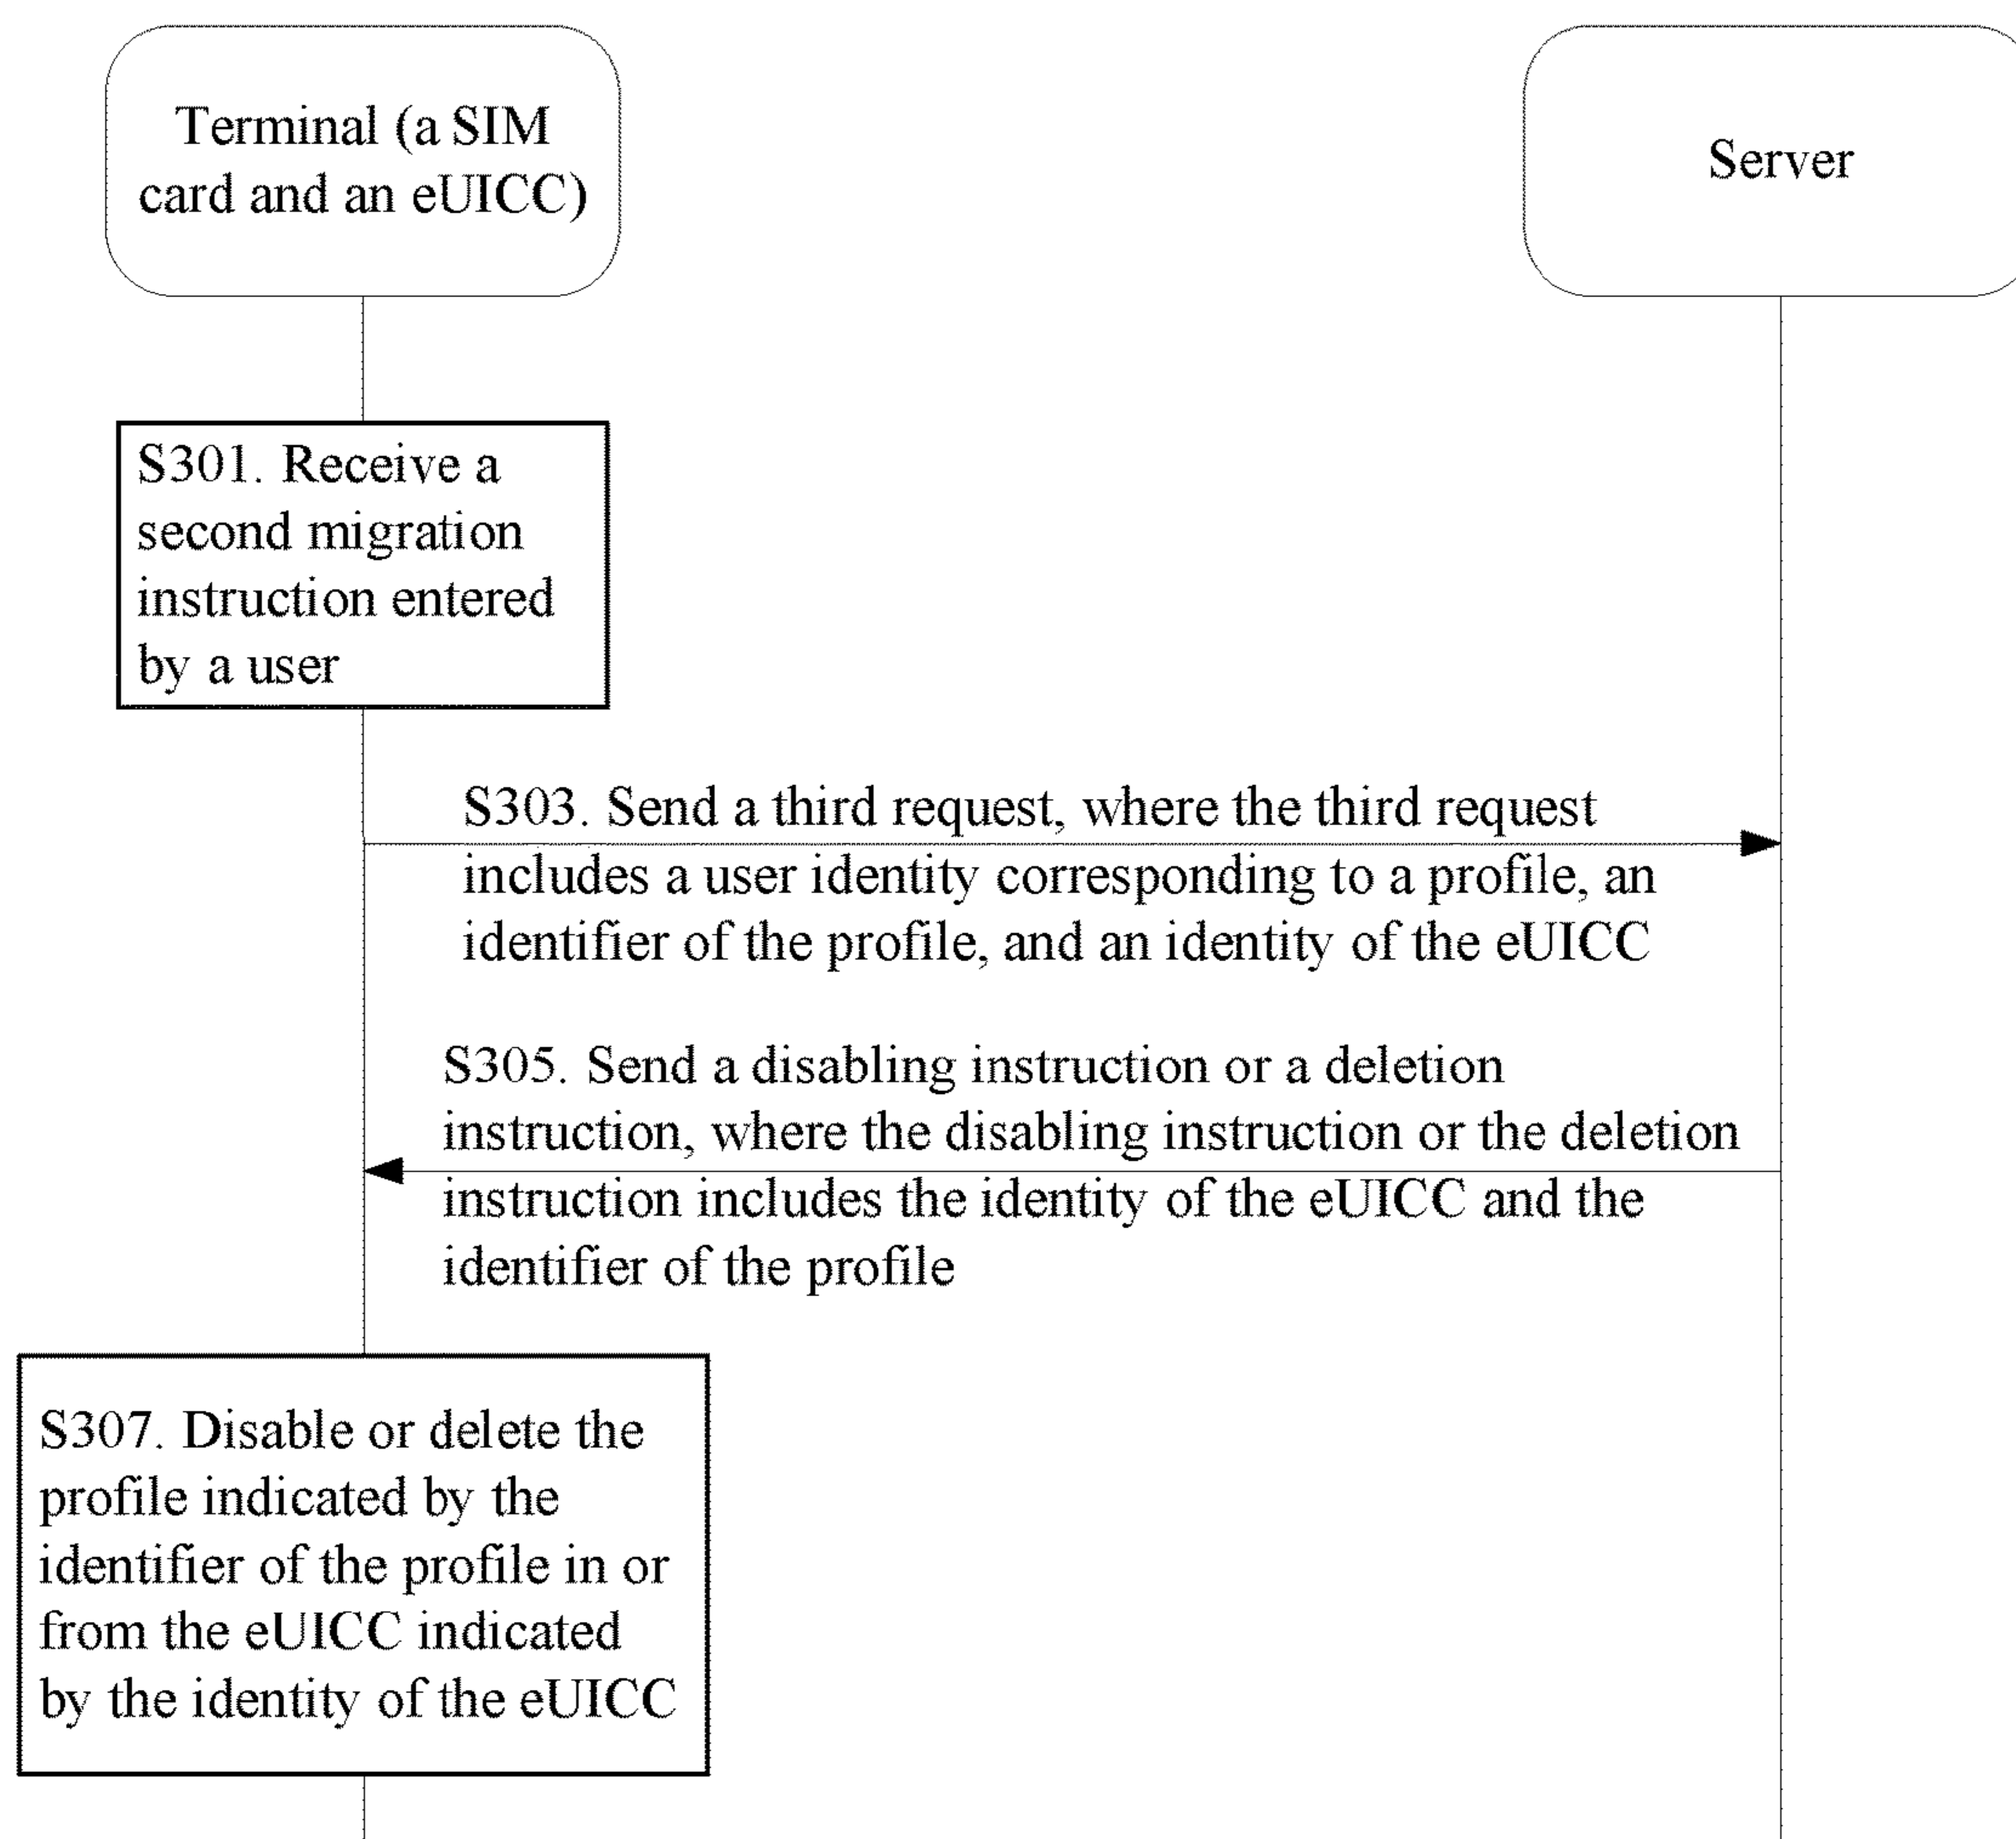 Terminal (a SIM
card and an eUICC)
Server
S301. Receive a
second migration
instruction entered
by a user
S303. Send a third request, where the third request
includes a user identity corresponding to a profile, an
identifier of the profile, and an identity of the eUICC
S305. Send a disabling instruction or a deletion
instruction, where the disabling instruction or the deletion
instruction includes the identity of the eUICC and the
identifier of the profile
S307. Disable or delete the
profile indicated by the
identifier of the profile in or
from the eUICC indicated
by the identity of the eUICC